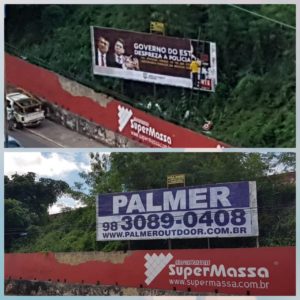 GOVERNO DO EST
DESPREZA A POLÍCIA
SuperMassa
PALMER
98 3089-0408
WWW.PALMEROUTDOOR.COM.BR
SuperMassa
www.supermassa.com.br